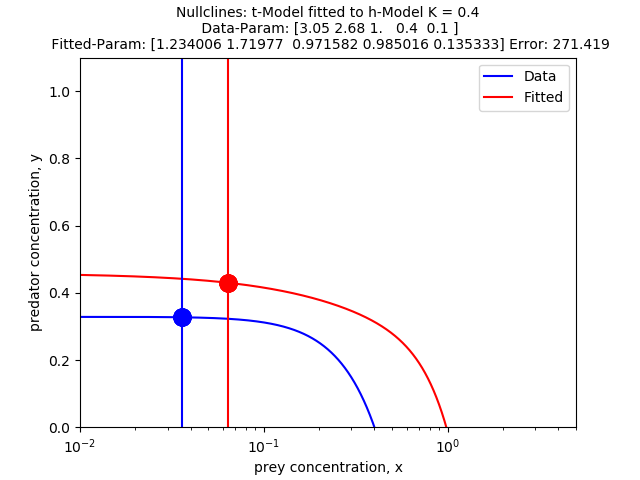 Nullclines: t-Model fitted to h-Model K = 0.4
Data-Param: [3.05 2.68 1.   0.4  0.1 ]
Fitted-Param: [1.234006 1.71977  0.971582 0.985016 0.135333] Error: 271.419
Data
Fitted
predator concentration, y
1.0
0.8
0.6
0.4
0.2
0.0
10⁻²
10⁻¹
10⁰
prey concentration, x